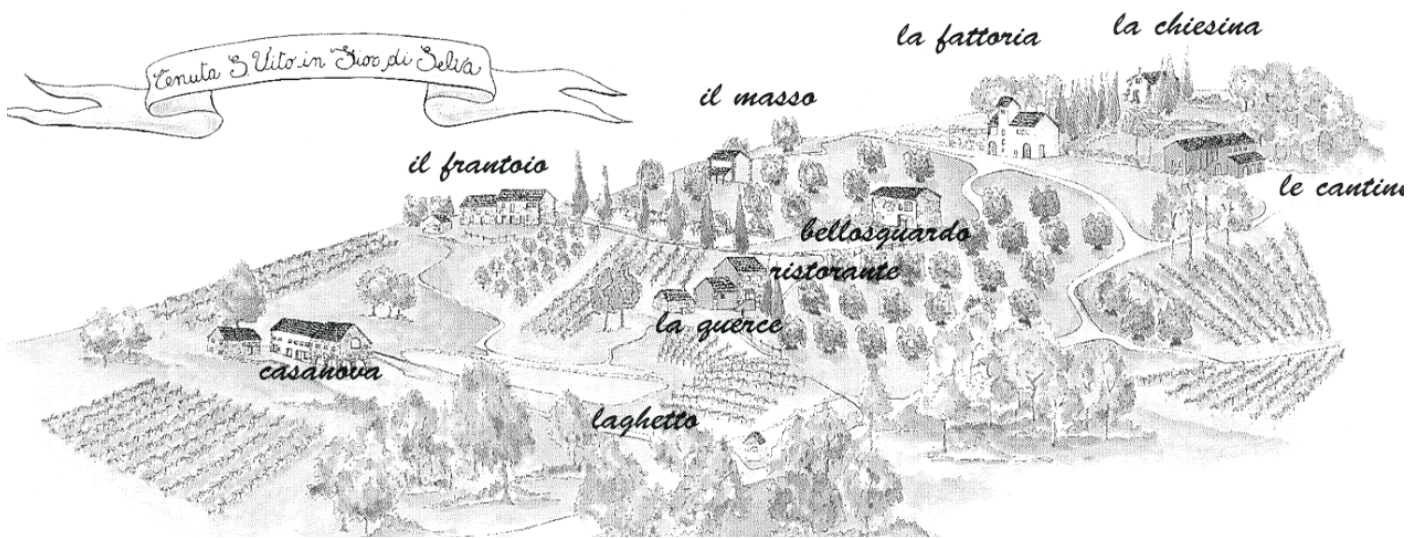 Tenuta S. Vito in Fior di Selva
la fattoria
la chiesina
il masso
il frantoio
le cantine
bellosguardo
ristorante
la querce
casanova
laghetto